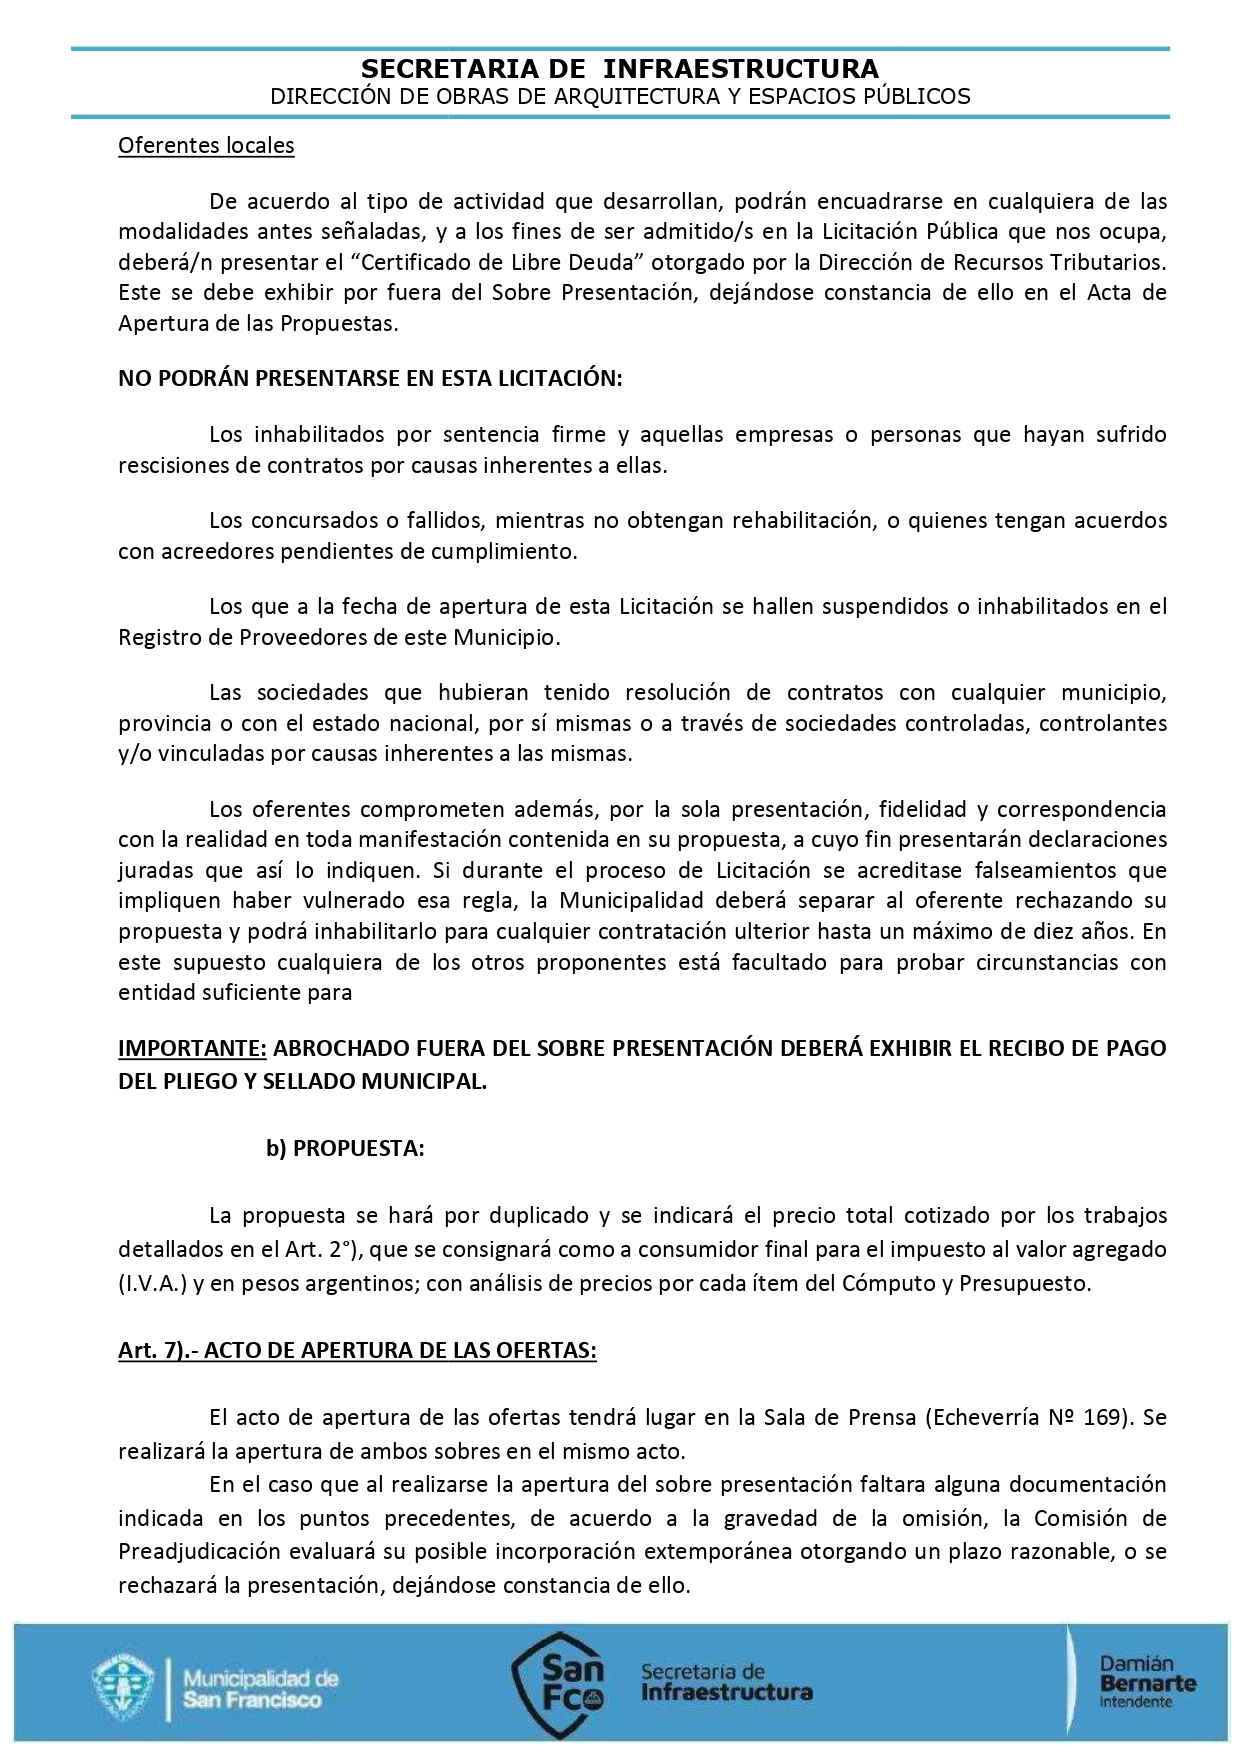 SECRETARIA DE INFRAESTRUCTURA
DIRECCIÓN DE OBRAS DE ARQUITECTURA Y ESPACIOS PÚBLICOS
Oferentes locales
De acuerdo al tipo de actividad que desarrollan, podrán encuadrarse en cualquiera de las
modalidades antes señaladas, y a los fines de ser admitido/s en la Licitación Pública que nos ocupa,
deberá/n presentar el “Certificado de Libre Deuda” otorgado por la Dirección de Recursos Tributarios.
Este se debe exhibir por fuera del Sobre Presentación, dejándose constancia de ello en el Acta de
Apertura de las Propuestas.
NO PODRÁN PRESENTARSE EN ESTA LICITACIÓN:
Los inhabilitados por sentencia firme y aquellas empresas o personas que hayan sufrido
rescisiones de contratos por causas inherentes a ellas.
Los concursados o fallidos, mientras no obtengan rehabilitación, o quienes tengan acuerdos
con acreedores pendientes de cumplimiento.
Los que a la fecha de apertura de esta Licitación se hallen suspendidos o inhabilitados en el
Registro de Proveedores de este Municipio.
Las sociedades que hubieran tenido resolución de contratos con cualquier municipio,
provincia o con el estado nacional, por sí mismas o a través de sociedades controladas, controlantes
y/o vinculadas por causas inherentes a las mismas.
Los oferentes comprometen además, por la sola presentación, fidelidad y correspondencia
con la realidad en toda manifestación contenida en su propuesta, a cuyo fin presentarán declaraciones
juradas que así lo indiquen. Si durante el proceso de Licitación se acreditase falseamientos que
impliquen haber vulnerado esa regla, la Municipalidad deberá separar al oferente rechazando su
propuesta y podrá inhabilitarlo para cualquier contratación ulterior hasta un máximo de diez años. En
este supuesto cualquiera de los otros proponentes está facultado para probar circunstancias con
entidad suficiente para
IMPORTANTE: ABROCHADO FUERA DEL SOBRE PRESENTACIÓN DEBERÁ EXHIBIR EL RECIBO DE PAGO
DEL PLIEGO Y SELLADO MUNICIPAL.
b) PROPUESTA:
La propuesta se hará por duplicado y se indicará el precio total cotizado por los trabajos
detallados en el Art. 2°), que se consignará como a consumidor final para el impuesto al valor agregado
(I.V.A.) y en pesos argentinos; con análisis de precios por cada ítem del Cómputo y Presupuesto.
Art. 7).- ACTO DE APERTURA DE LAS OFERTAS:
El acto de apertura de las ofertas tendrá lugar en la Sala de Prensa (Echeverría Nº 169). Se
realizará la apertura de ambos sobres en el mismo acto.
En el caso que al realizarse la apertura del sobre presentación faltara alguna documentación
indicada en los puntos precedentes, de acuerdo a la gravedad de la omisión, la Comisión de
Preadjudicación evaluará su posible incorporación extemporánea otorgando un plazo razonable, o se
rechazará la presentación, dejándose constancia de ello.
Municipalidad de
San Francisco
San
Fco
Secretaría de
Infraestructura
Damián
Bernarte
Intendente